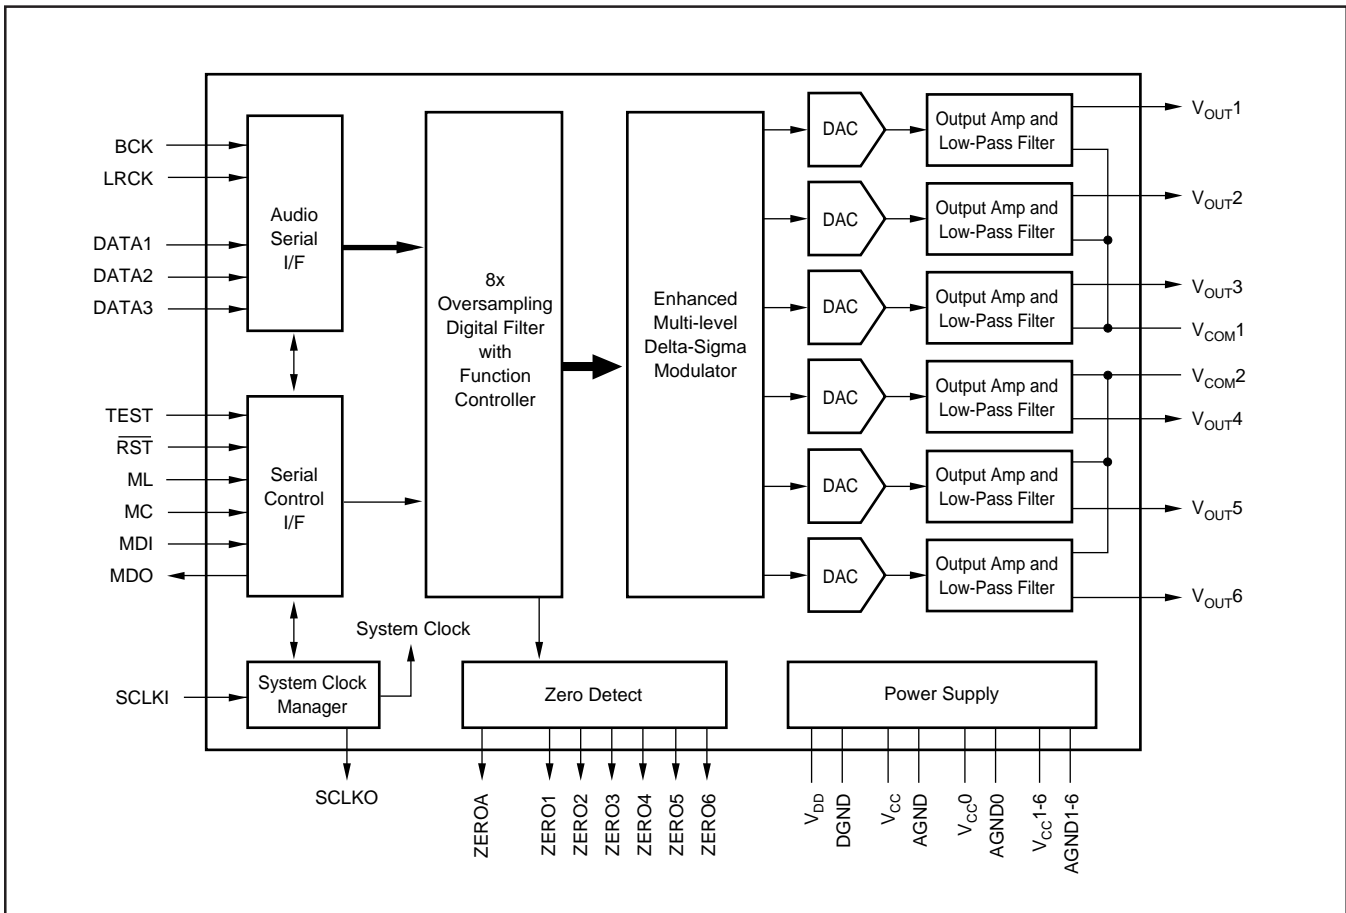 BCK
LRCK
DATA1
DATA2
DATA3
Audio
Serial
I/F
TEST
R̅S̅T̅
ML
MC
MDI
MDO
Serial
Control
I/F
SCLKI
System Clock
Manager
System Clock
SCLKO
8x
Oversampling
Digital Filter
with
Function
Controller
Enhanced
Multi-level
Delta-Sigma
Modulator
DAC
Output Amp and
Low-Pass Filter
VOUT1
DAC
Output Amp and
Low-Pass Filter
VOUT2
DAC
Output Amp and
Low-Pass Filter
VOUT3
VCOM1
DAC
Output Amp and
Low-Pass Filter
VCOM2
VOUT4
DAC
Output Amp and
Low-Pass Filter
VOUT5
DAC
Output Amp and
Low-Pass Filter
VOUT6
Zero Detect
ZEROA
ZERO1
ZERO2
ZERO3
ZERO4
ZERO5
ZERO6
Power Supply
VDD
DGND
VCC
AGND
VCC0
AGND0
VCC1-6
AGND1-6